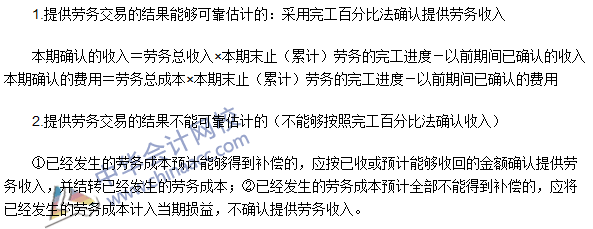 1.提供劳务交易的结果能够可靠估计的：采用完工百分比法确认提供劳务收入
本期确认的收入＝劳务总收入×本期末止（累计）劳务的完工进度－以前期间已确认的收入
本期确认的费用＝劳务总成本×本期末止（累计）劳务的完工进度－以前期间已确认的费用
2.提供劳务交易的结果不能可靠估计的（不能够按照完工百分比法确认收入）
①已经发生的劳务成本预计能够得到补偿的，应按已收或预计能够收回的金额确认提供劳
务收入，并结转已经发生的劳务成本；②已经发生的劳务成本预计全部不能得到补偿的，应将
已经发生的劳务成本计入当期损益，不确认提供劳务收入。
中华会计网校
www.chinaacc.com